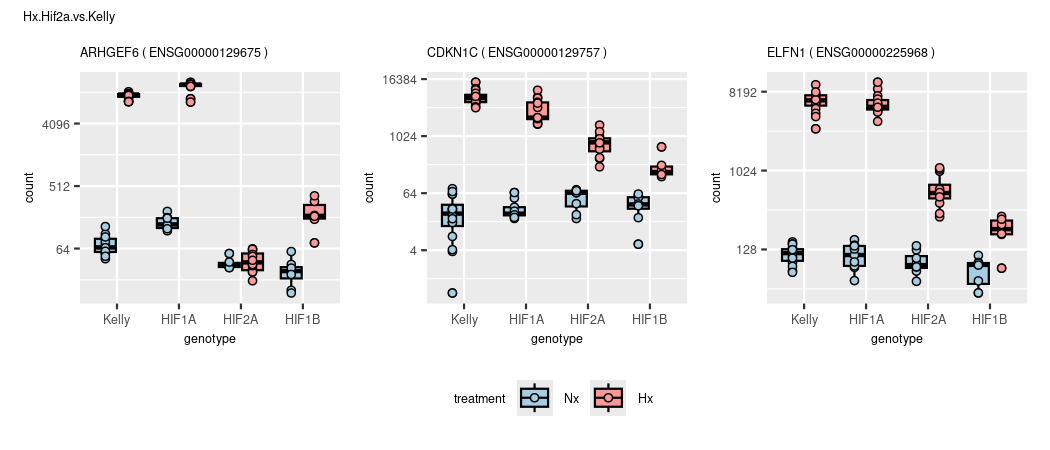 Hx.Hif2a.vs.Kelly
ARHGEF6 ( ENSG00000129675 )
CDKN1C ( ENSG00000129757 )
ELFN1 ( ENSG00000225968 )
count
4096
512
64
Kelly HIF1A HIF2A HIF1B
genotype
count
16384
1024
64
4
Kelly HIF1A HIF2A HIF1B
genotype
count
8192
1024
128
Kelly HIF1A HIF2A HIF1B
genotype
treatment Nx Hx